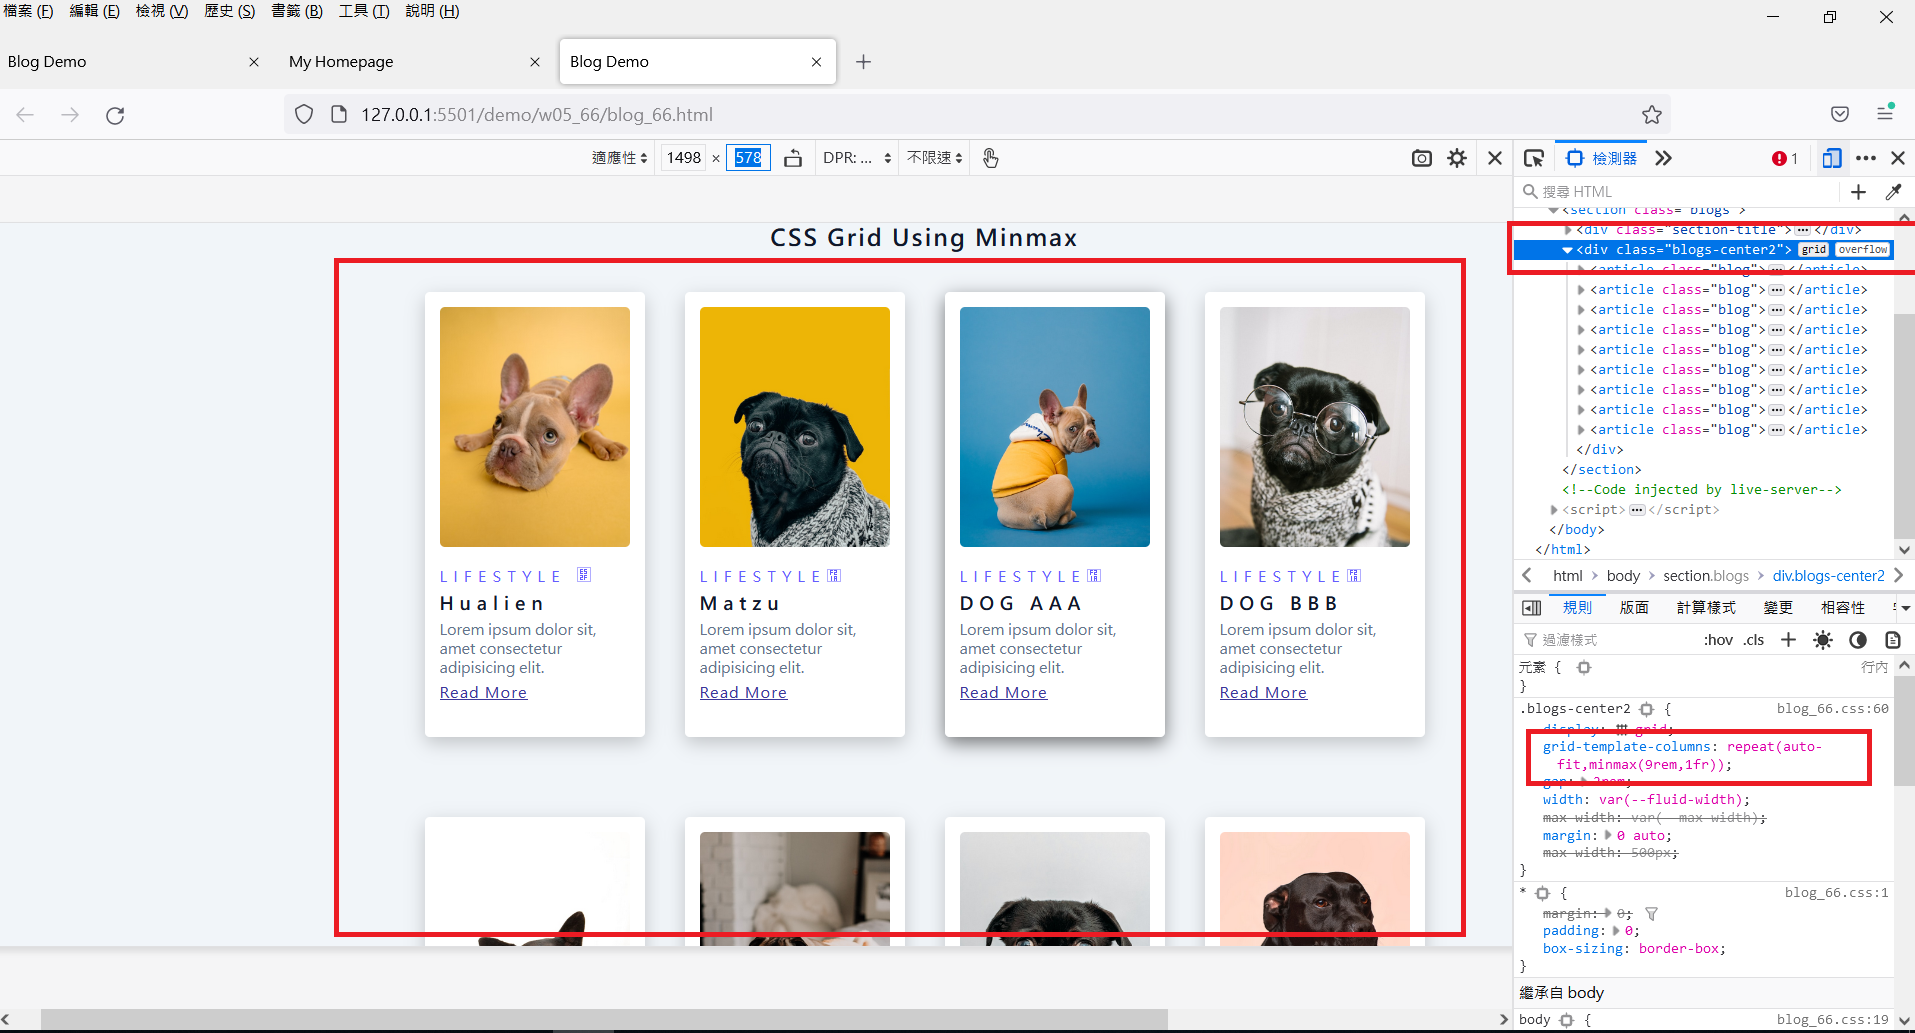 檔案 (F) 編輯 (E) 檢視 (V) 歷史 (S) 書籤 (B) 工具 (T) 說明 (H)
Blog Demo
My Homepage
Blog Demo
127.0.0.1:5501/demo/w05_66/blog_66.html
適應性 1498 × 578 DPR: ... 不限速
檢測器 1
搜尋 HTML
<section class="blogs">
<div class="section-title"> ••• </div>
<div class="blogs-center2"> grid overflow
<article class="blog"> ••• </article>
<article class="blog"> ••• </article>
<article class="blog"> ••• </article>
<article class="blog"> ••• </article>
<article class="blog"> ••• </article>
<article class="blog"> ••• </article>
<article class="blog"> ••• </article>
<article class="blog"> ••• </article>
<article class="blog"> ••• </article>
</div>
</section>
<!--Code injected by live-server-->
<script> ••• </script>
</body>
</html>
html > body > section.blogs > div.blogs-center2
規則 版面 計算樣式 變更 相容性
過濾樣式 :hov .cls
元素 { 行內
}
.blogs-center2 { blog_66.css:60
display: grid;
grid-template-columns: repeat(auto-
fit,minmax(9rem,1fr));
gap: 2rem;
width: var(--fluid-width);
max-width: var(--max-width);
margin: 0 auto;
max-width: 500px;
}
* { blog_66.css:1
margin: 0;
padding: 0;
box-sizing: border-box;
}
繼承自 body
body { blog_66.css:19
CSS Grid Using Minmax
LIFESTYLE
Hualien
Lorem ipsum dolor sit,
amet consectetur
adipisicing elit.
Read More
LIFESTYLE
Matzu
Lorem ipsum dolor sit,
amet consectetur
adipisicing elit.
Read More
LIFESTYLE
DOG AAA
Lorem ipsum dolor sit,
amet consectetur
adipisicing elit.
Read More
LIFESTYLE
DOG BBB
Lorem ipsum dolor sit,
amet consectetur
adipisicing elit.
Read More